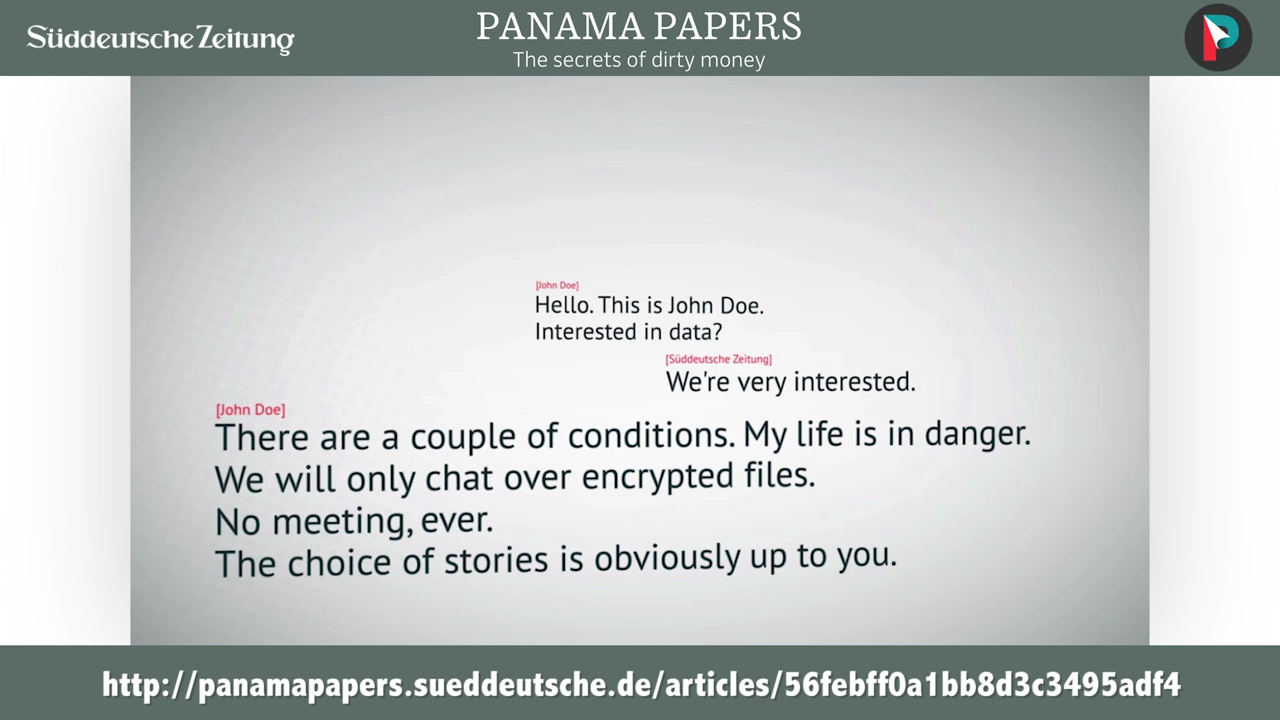 Süddeutsche Zeitung
PANAMA PAPERS
The secrets of dirty money
[John Doe]
Hello. This is John Doe.
Interested in data?
[Süddeutsche Zeitung]
We're very interested.
[John Doe]
There are a couple of conditions. My life is in danger.
We will only chat over encrypted files.
No meeting, ever.
The choice of stories is obviously up to you.
http://panamapapers.sueddeutsche.de/articles/56febff0a1bb8d3c3495adf4